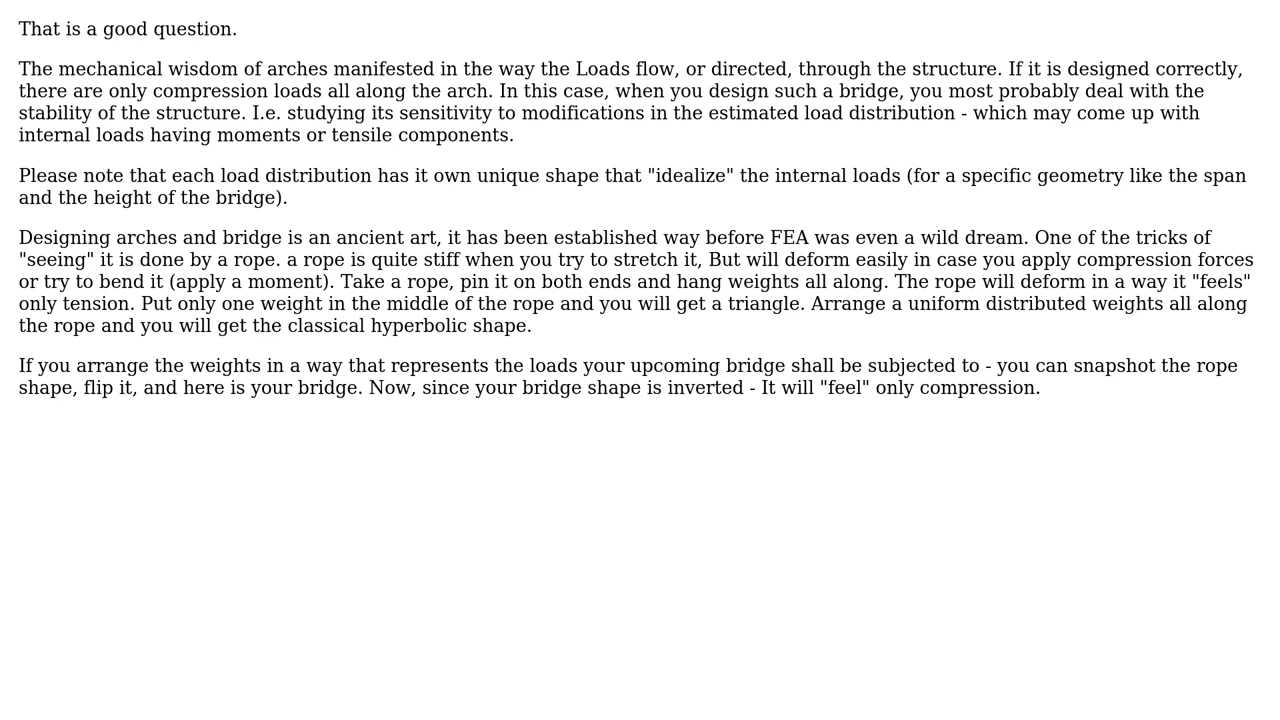 That is a good question.
The mechanical wisdom of arches manifested in the way the Loads flow, or directed, through the structure. If it is designed correctly,
there are only compression loads all along the arch. In this case, when you design such a bridge, you most probably deal with the
stability of the structure. I.e. studying its sensitivity to modifications in the estimated load distribution - which may come up with
internal loads having moments or tensile components.
Please note that each load distribution has it own unique shape that "idealize" the internal loads (for a specific geometry like the span
and the height of the bridge).
Designing arches and bridge is an ancient art, it has been established way before FEA was even a wild dream. One of the tricks of
"seeing" it is done by a rope. a rope is quite stiff when you try to stretch it, But will deform easily in case you apply compression forces
or try to bend it (apply a moment). Take a rope, pin it on both ends and hang weights all along. The rope will deform in a way it "feels"
only tension. Put only one weight in the middle of the rope and you will get a triangle. Arrange a uniform distributed weights all along
the rope and you will get the classical hyperbolic shape.
If you arrange the weights in a way that represents the loads your upcoming bridge shall be subjected to - you can snapshot the rope
shape, flip it, and here is your bridge. Now, since your bridge shape is inverted - It will "feel" only compression.